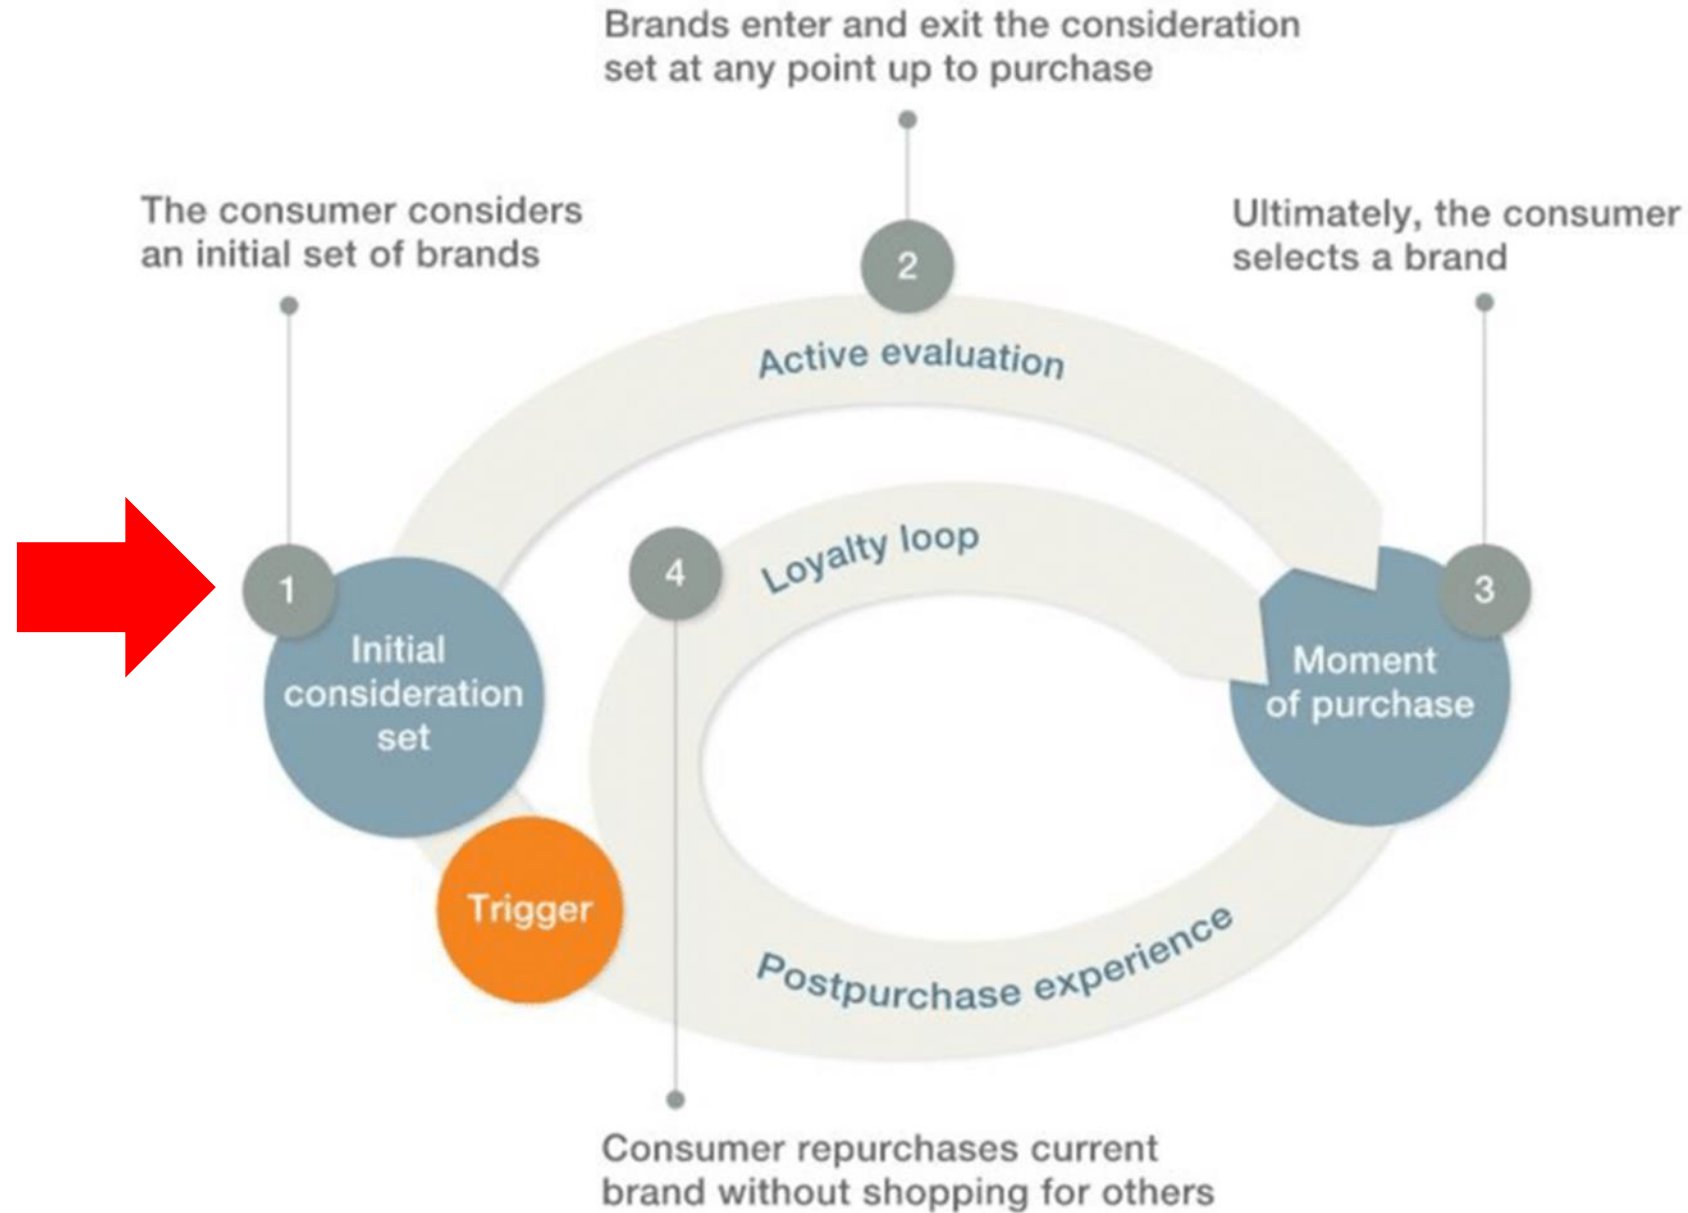 Brands enter and exit the consideration
set at any point up to purchase
The consumer considers
an initial set of brands
Ultimately, the consumer
selects a brand
2
Active evaluation
1
Initial
consideration
set
4
Loyalty loop
3
Moment
of purchase
Trigger
Postpurchase experience
Consumer repurchases current
brand without shopping for others